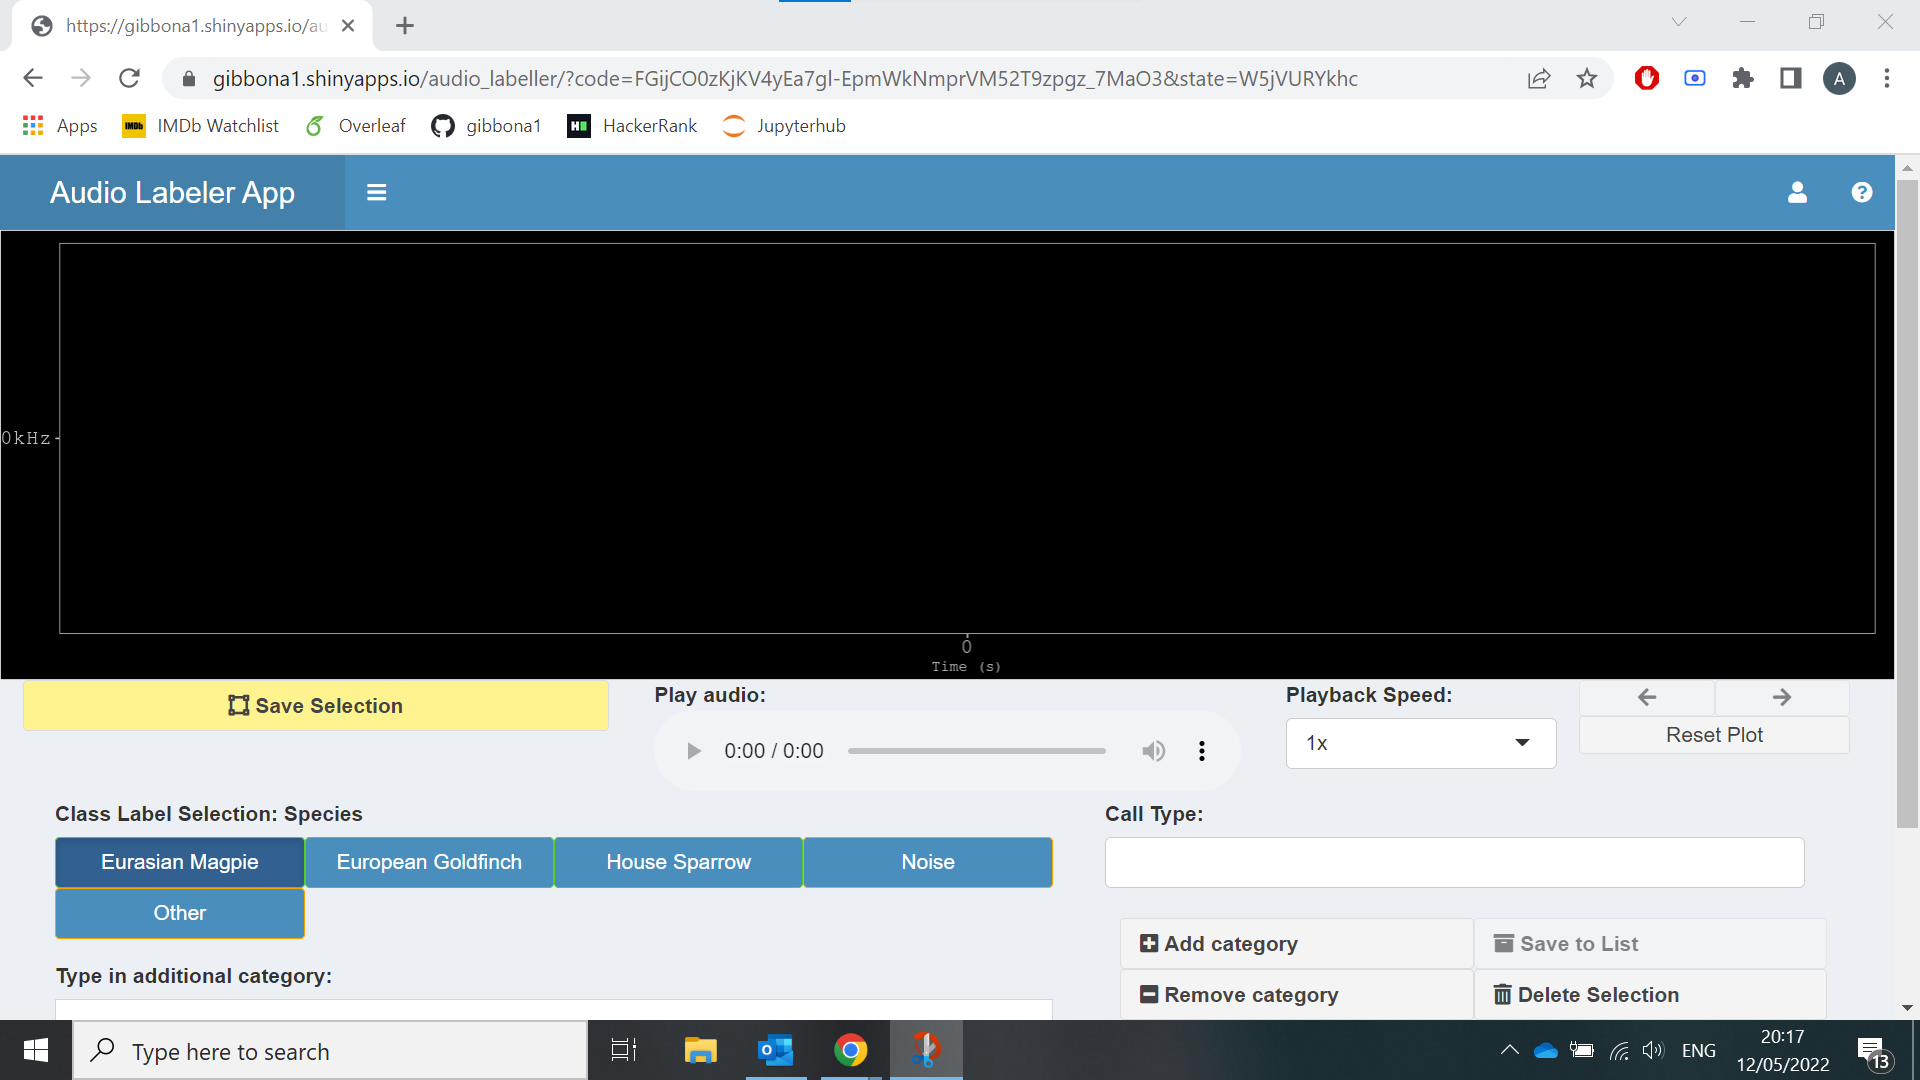 https://gibbona1.shinyapps.io/au
gibbona1.shinyapps.io/audio_labeller/?code=FGijCO0zKjKV4yEa7gl-EpmWkNmprVM52T9zpgz_7MaO3&state=W5jVURYkhc
A
Apps IMDb IMDb Watchlist Overleaf gibbona1 H HackerRank Jupyterhub
Audio Labeler App
0kHz
0
Time (s)
Save Selection
Play audio:
0:00 / 0:00
Playback Speed:
1x
Reset Plot
Class Label Selection: Species
Eurasian Magpie European Goldfinch House Sparrow Noise
Other
Call Type:
Type in additional category:
Add category Save to List
Remove category Delete Selection
Type here to search
ENG
20:17
12/05/2022
13